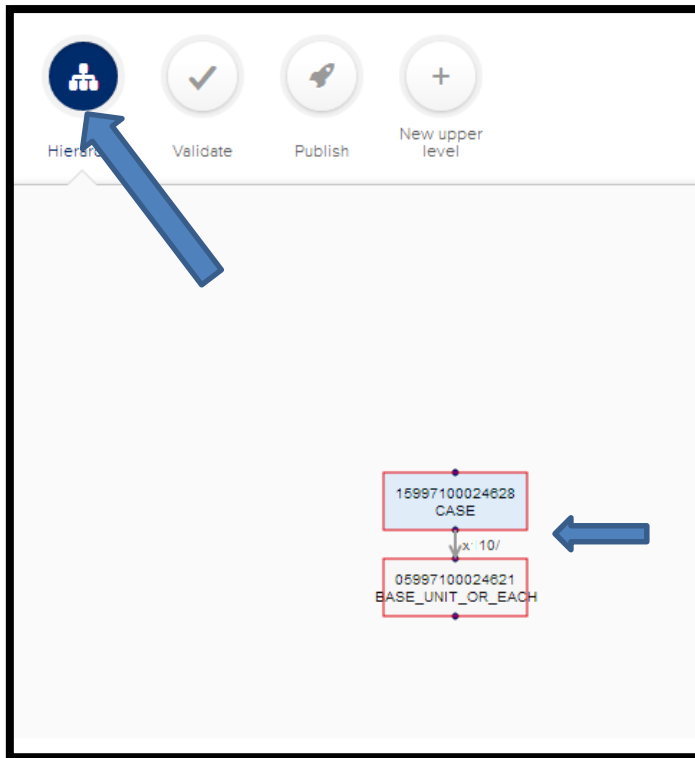 Validate
Publish
New upper
level
15997100024628
CASE
x: 10/
05997100024621
BASE_UNIT_OR_EACH